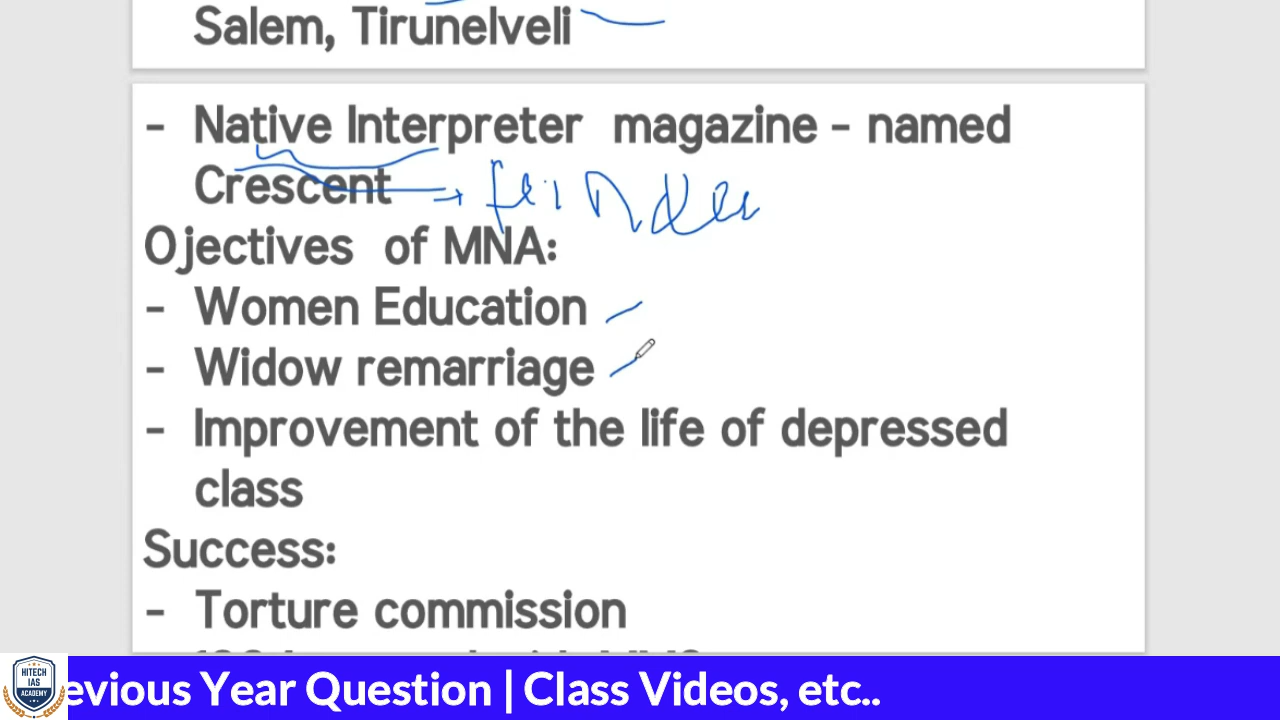 Salem, Tirunelveli
- Native Interpreter magazine - named
Crescent
Ojectives of MNA:
- Women Education
- Widow remarriage
- Improvement of the life of depressed
class
Success:
- Torture commission
HITECH
IAS
ACADEMY
evious Year Question | Class Videos, etc..